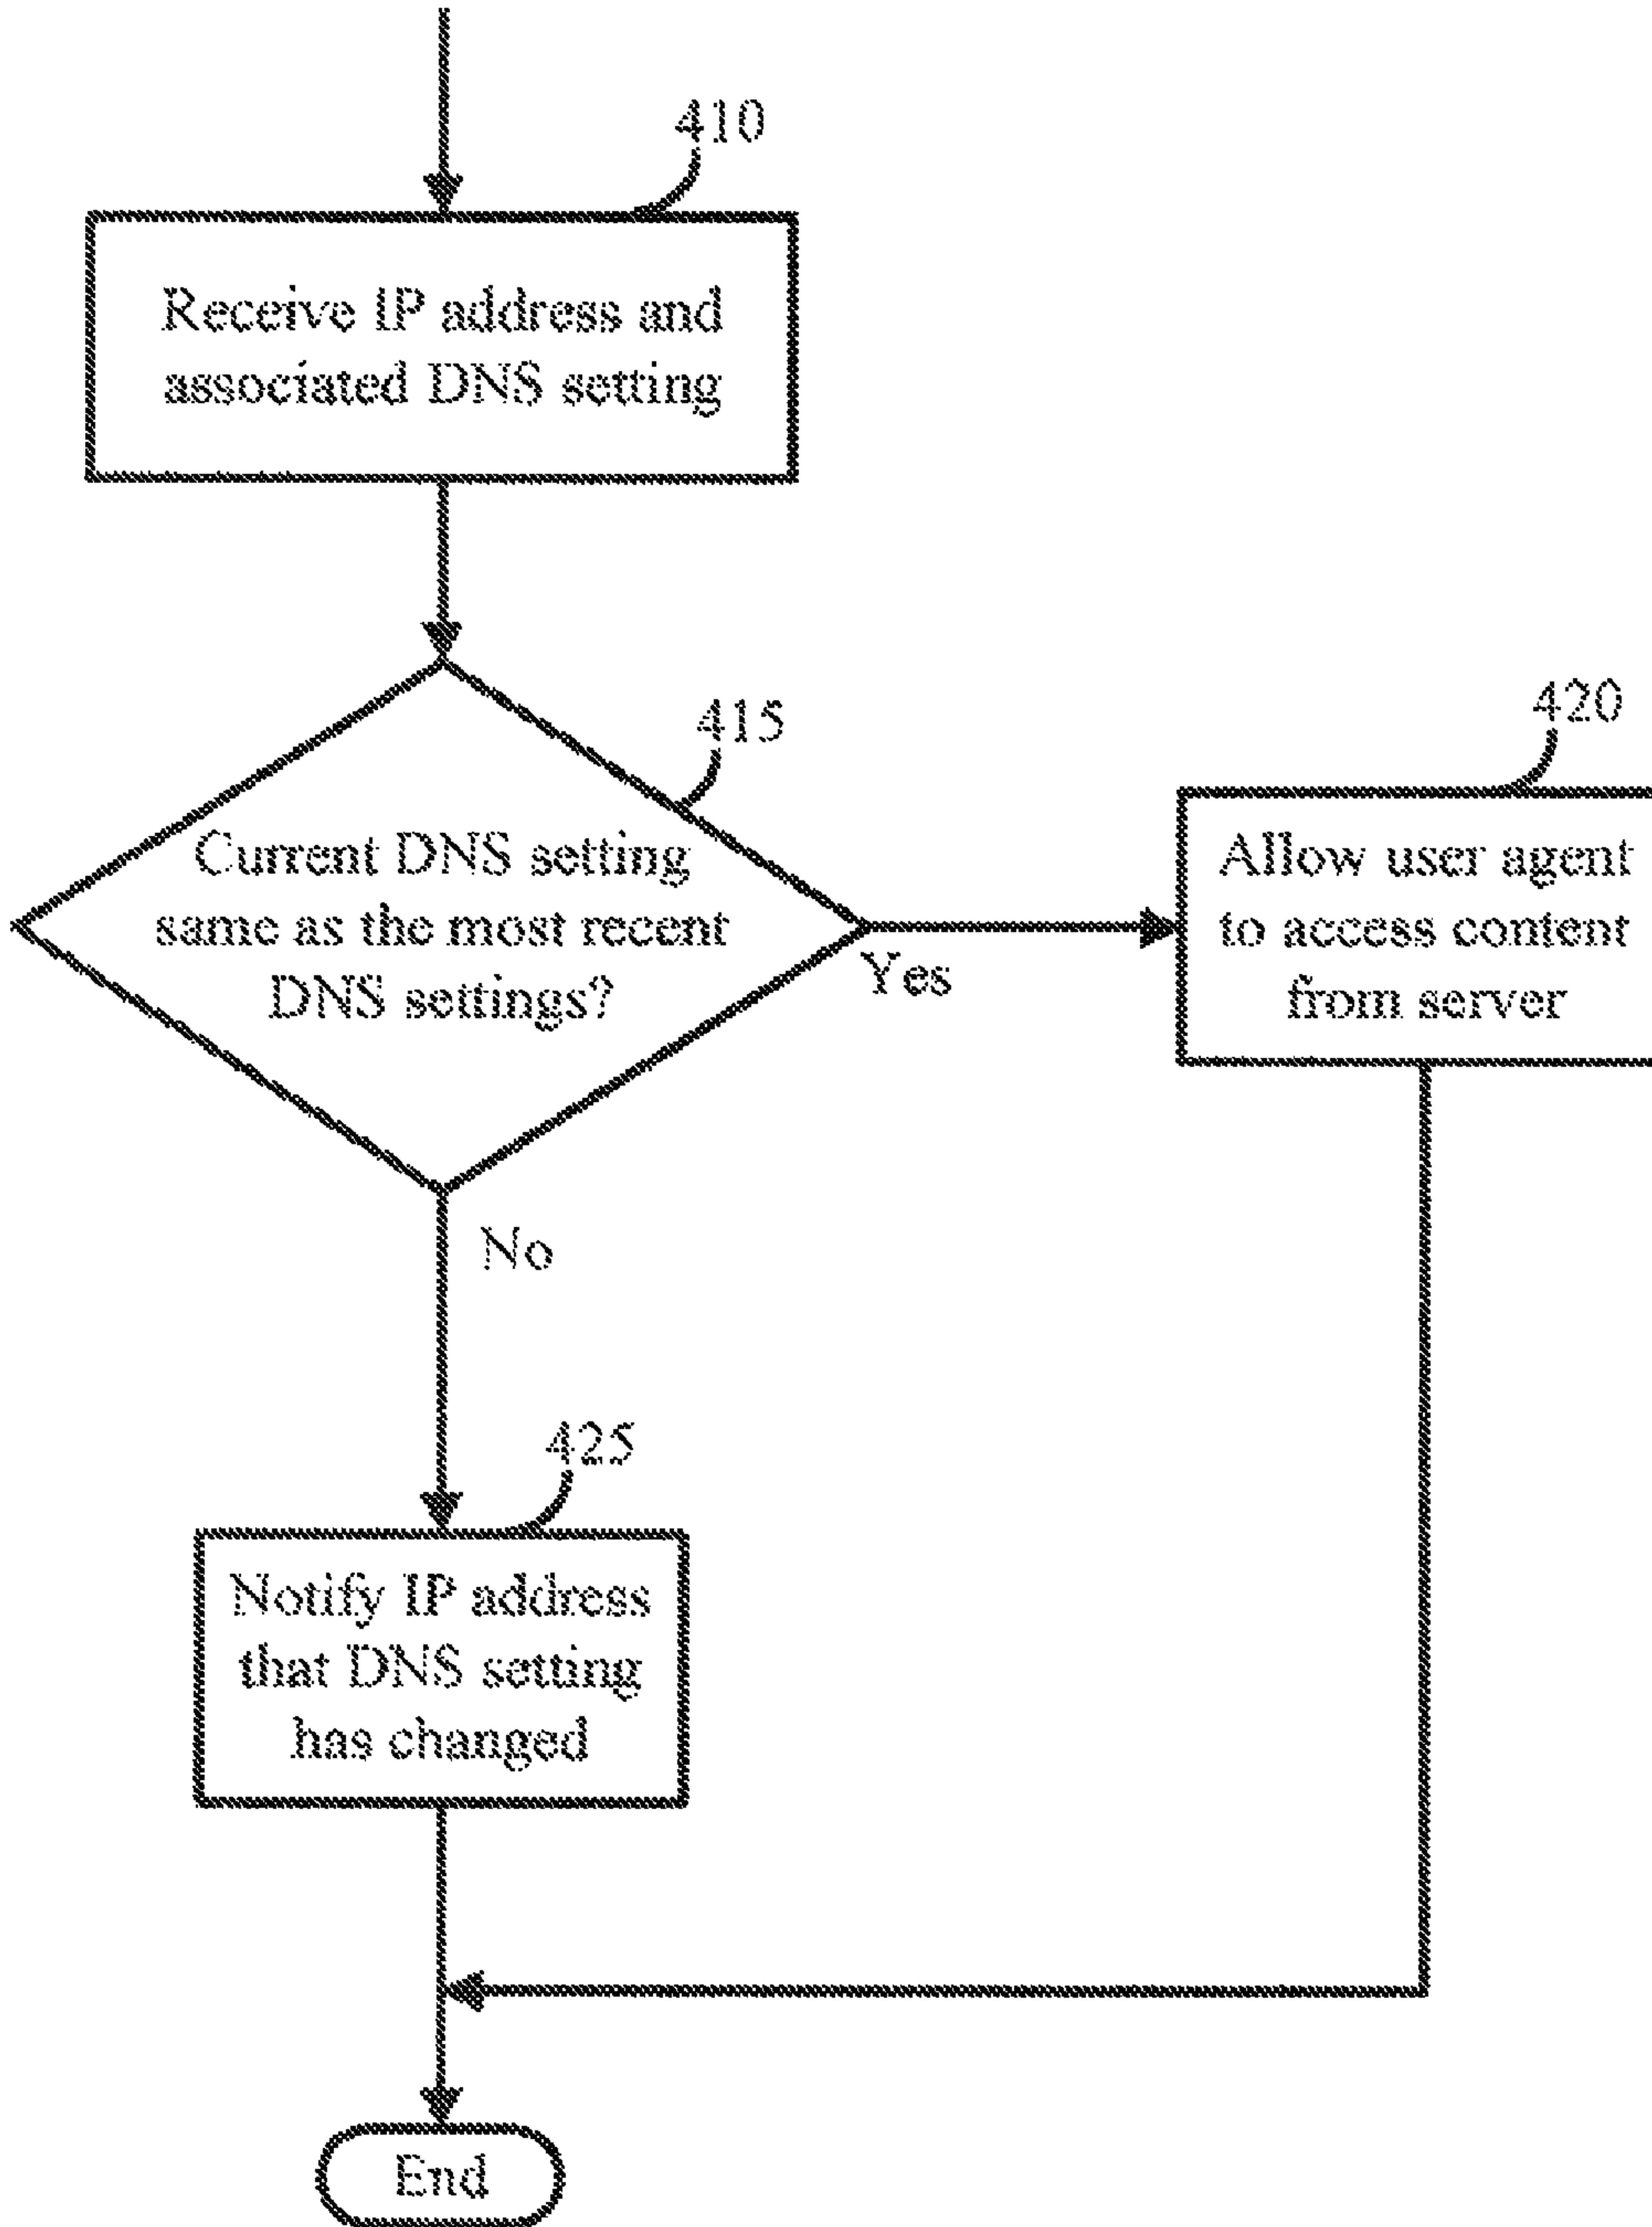 410
Receive IP address and
associated DNS setting
415
Current DNS setting
same as the most recent
DNS settings?
Yes
420
Allow user agent
to access content
from server
No
425
Notify IP address
that DNS setting
has changed
End